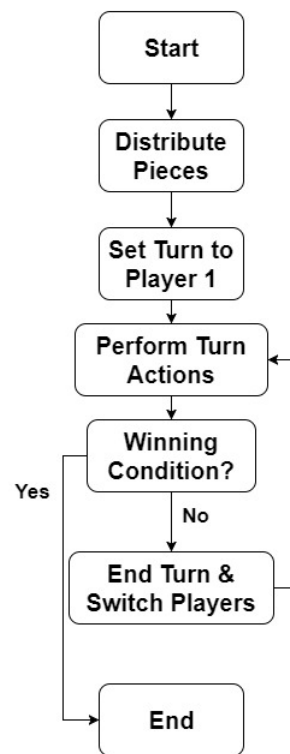 Start
Distribute
Pieces
Set Turn to
Player 1
Perform Turn
Actions
Winning
Condition?
Yes
No
End Turn &
Switch Players
End